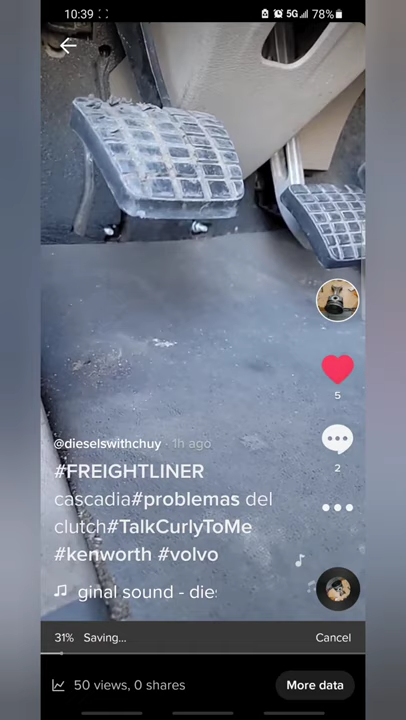 10:39
5G 78%
5
@dieselswithchuy · 1h ago
2
#FREIGHTLINER
cascadia#problemas del
clutch#TalkCurlyToMe
#kenworth #volvo
ginal sound - die
31% Saving... Cancel
50 views, 0 shares More data